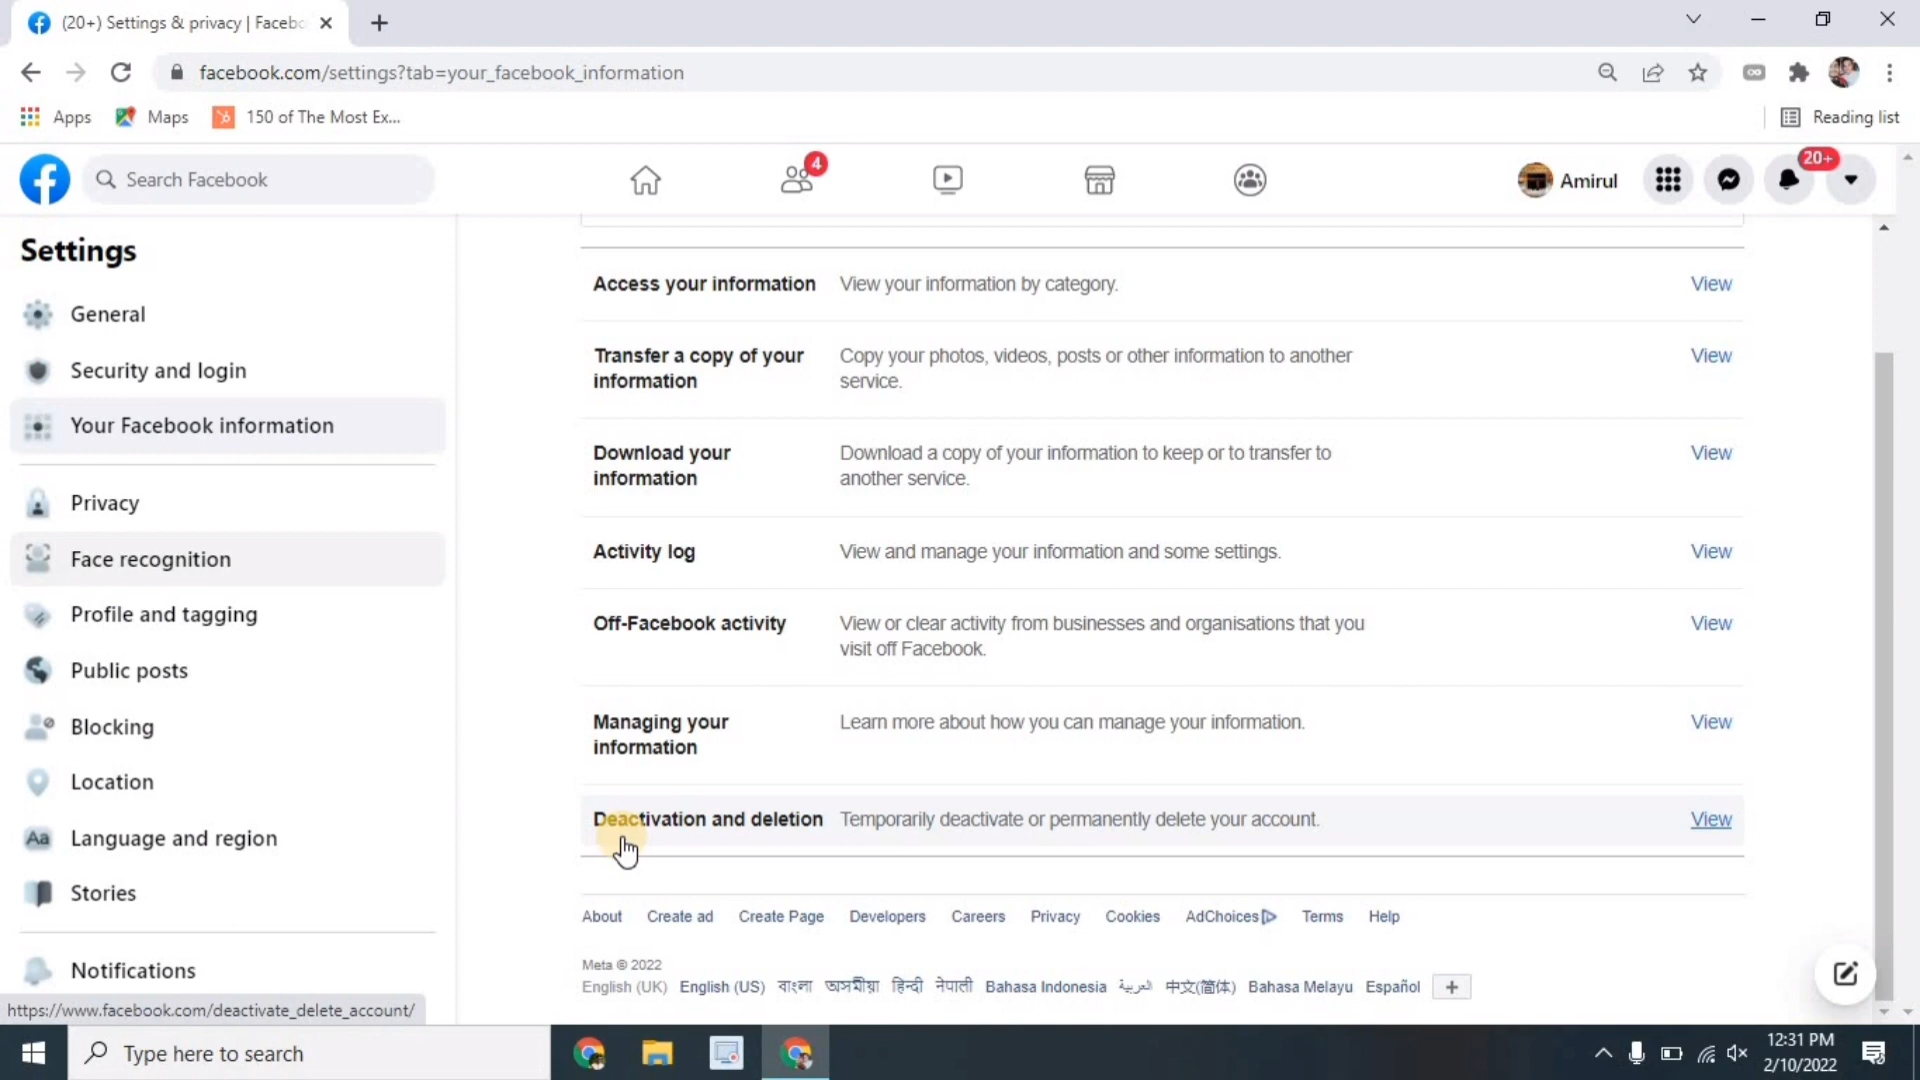 (20+) Settings & privacy | Facebo
facebook.com/settings?tab=your_facebook_information
Apps
Maps
150 of The Most Ex...
Reading list
Search Facebook
4
Amirul
20+
Settings
General
Security and login
Your Facebook information
Privacy
Face recognition
Profile and tagging
Public posts
Blocking
Location
Aa
Language and region
Stories
Notifications
Access your information
View your information by category.
View
Transfer a copy of your
information
Copy your photos, videos, posts or other information to another
service.
View
Download your
information
Download a copy of your information to keep or to transfer to
another service.
View
Activity log
View and manage your information and some settings.
View
Off-Facebook activity
View or clear activity from businesses and organisations that you
visit off Facebook.
View
Managing your
information
Learn more about how you can manage your information.
View
Deactivation and deletion
Temporarily deactivate or permanently delete your account.
View
About Create ad Create Page Developers Careers Privacy Cookies AdChoices Terms Help
Meta © 2022
English (UK) English (US) বাংলা অসমীয়া हिन्दी नेपाली Bahasa Indonesia العربية 中文(简体) Bahasa Melayu Español +
https://www.facebook.com/deactivate_delete_account/
Type here to search
12:31 PM
2/10/2022